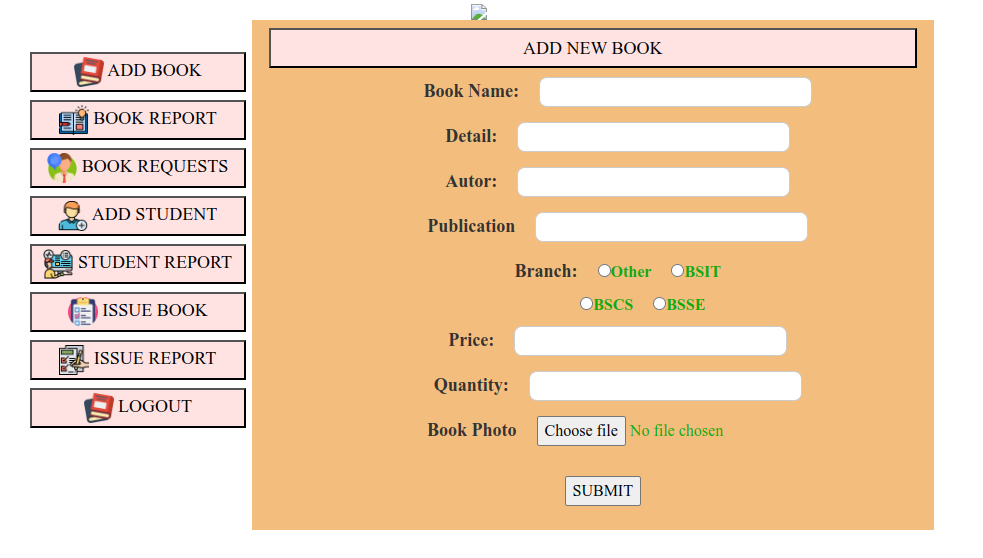 ADD BOOK
BOOK REPORT
BOOK REQUESTS
ADD STUDENT
STUDENT REPORT
ISSUE BOOK
ISSUE REPORT
LOGOUT
ADD NEW BOOK
Book Name:
Detail:
Autor:
Publication
Branch: Other BSIT
BSCS BSSE
Price:
Quantity:
Book Photo Choose file No file chosen
SUBMIT